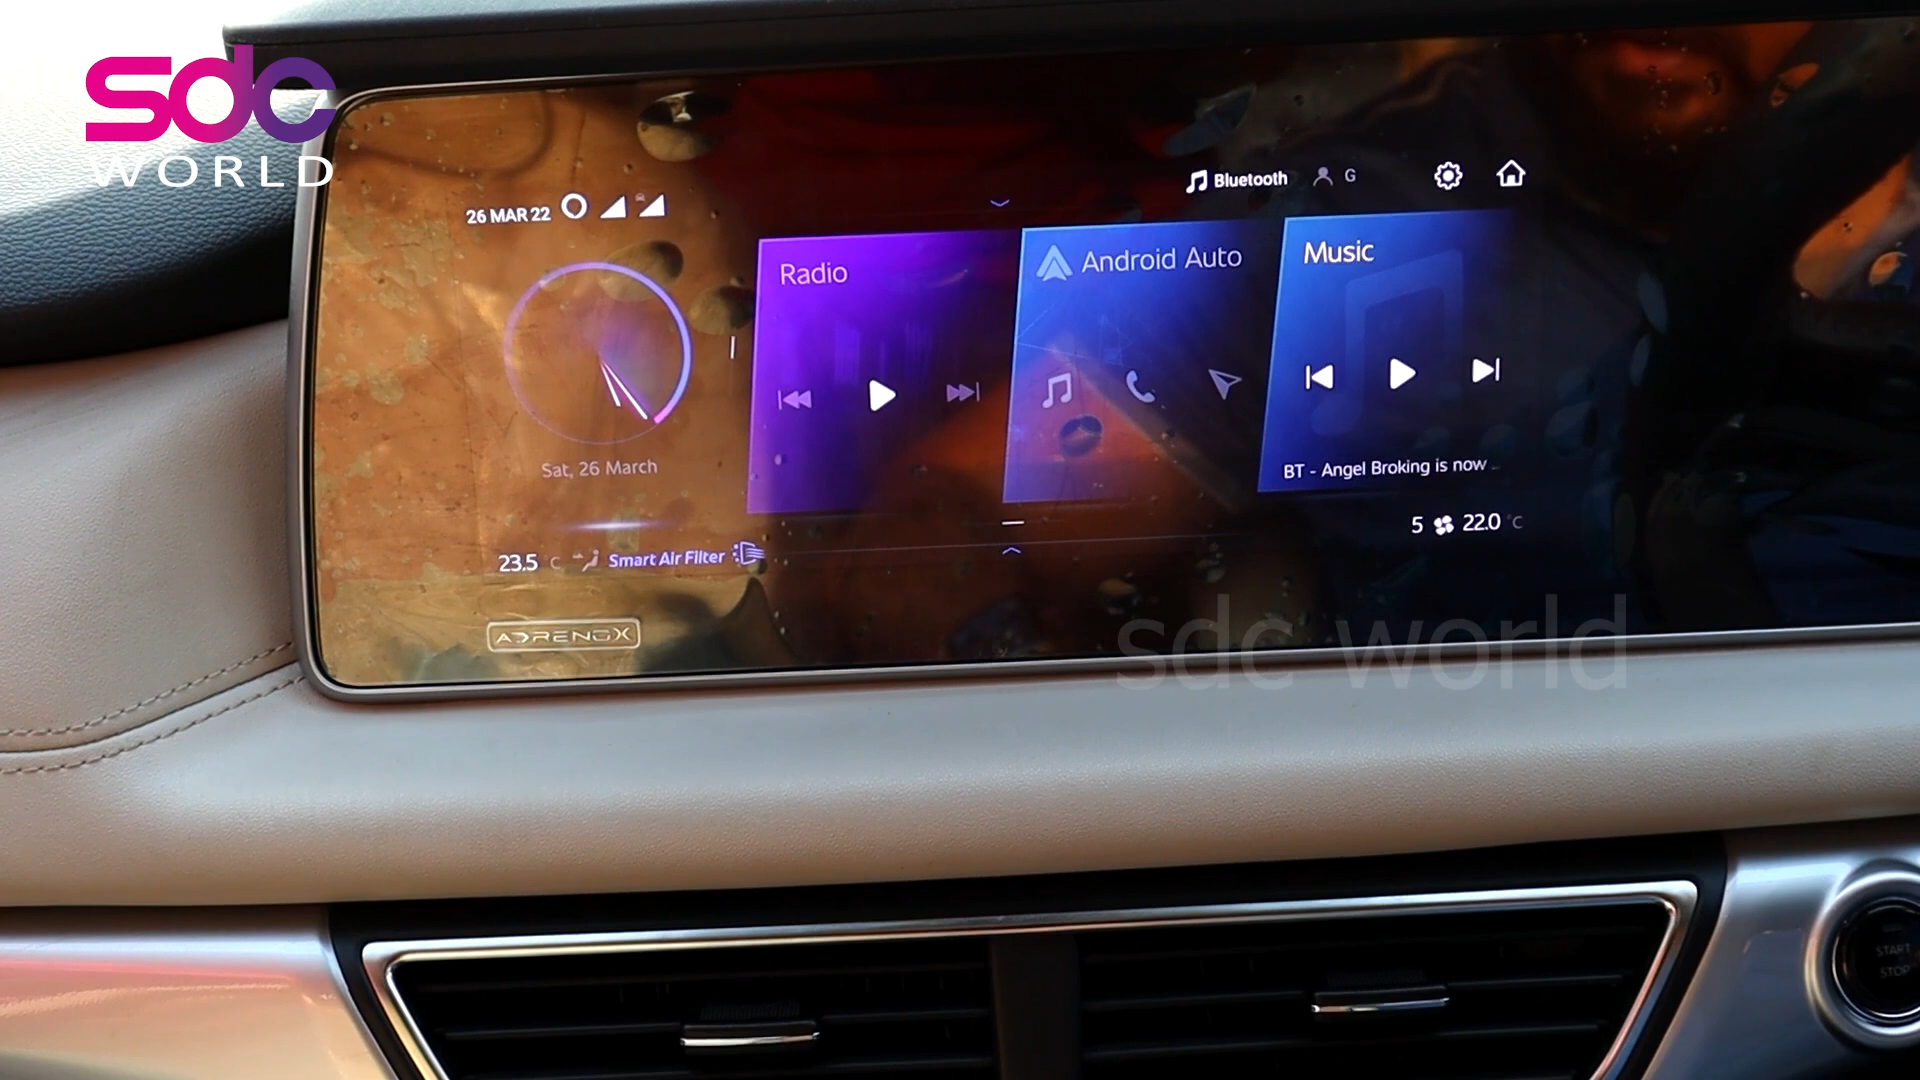 sdc
WORLD
26 MAR 22
Bluetooth
G
Radio
Android Auto
Music
Sat, 26 March
BT - Angel Broking is now
5
22.0 °C
23.5 C
Smart Air Filter
ADRENOX
sdc world
START
STOP